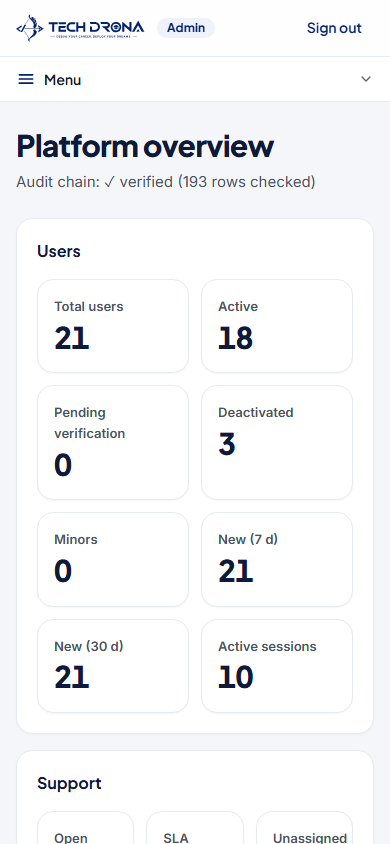 TECH DRONA
Admin
Sign out
Menu
Platform overview
Audit chain: ✓ verified (193 rows checked)
Users
Total users
21
Active
18
Pending
verification
0
Deactivated
3
Minors
0
New (7 d)
21
New (30 d)
21
Active sessions
10
Support
Open
SLA
Unassigned